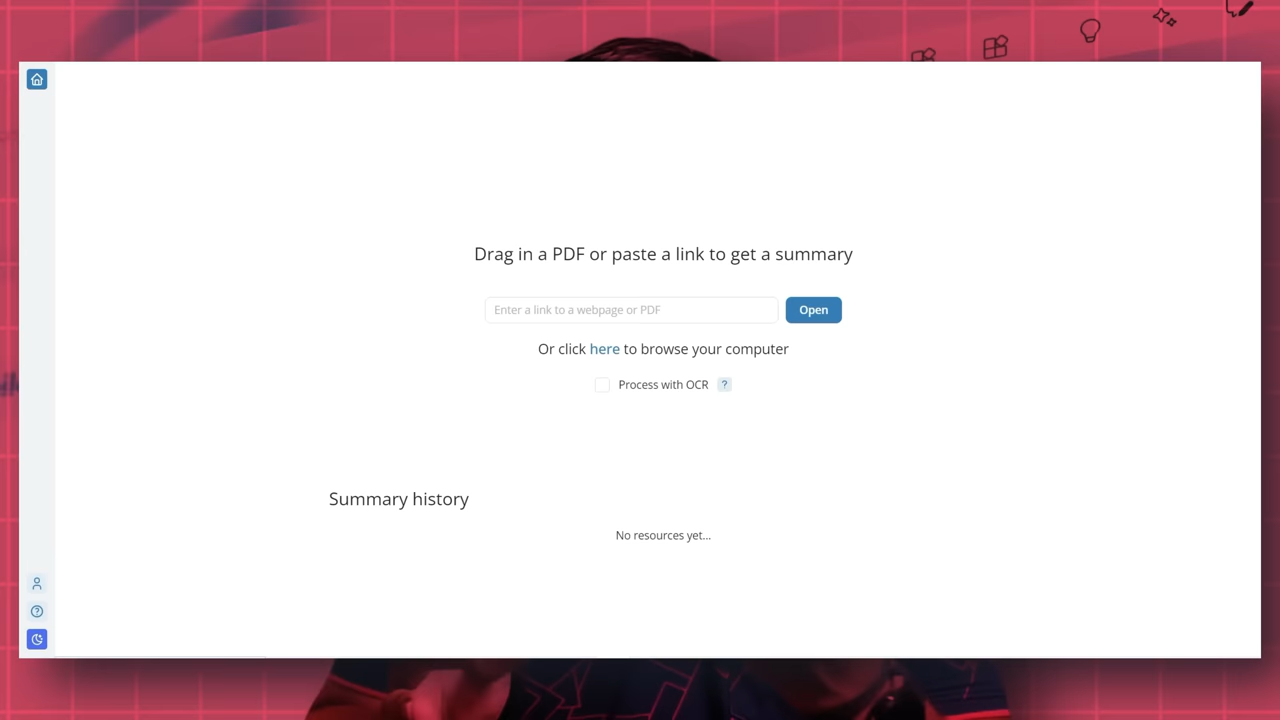 Drag in a PDF or paste a link to get a summary
Enter a link to a webpage or PDF
Open
Or click here to browse your computer
Process with OCR ?
Summary history
No resources yet...